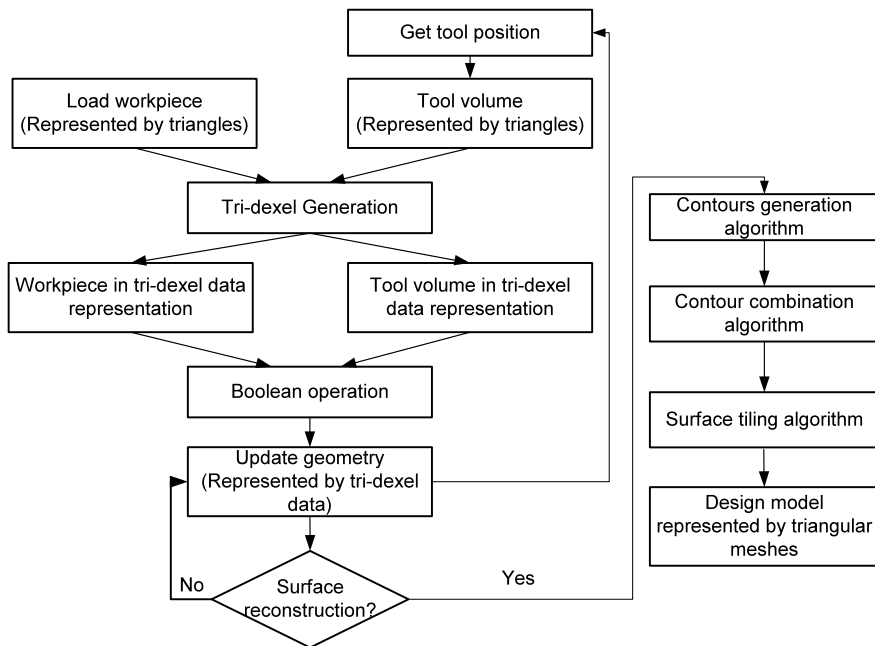 Get tool position
Load workpiece
(Represented by triangles)
Tool volume
(Represented by triangles)
Tri-dexel Generation
Workpiece in tri-dexel data
representation
Tool volume in tri-dexel
data representation
Boolean operation
Update geometry
(Represented by tri-dexel
data)
Surface
reconstruction?
No
Yes
Contours generation
algorithm
Contour combination
algorithm
Surface tiling algorithm
Design model
represented by triangular
meshes